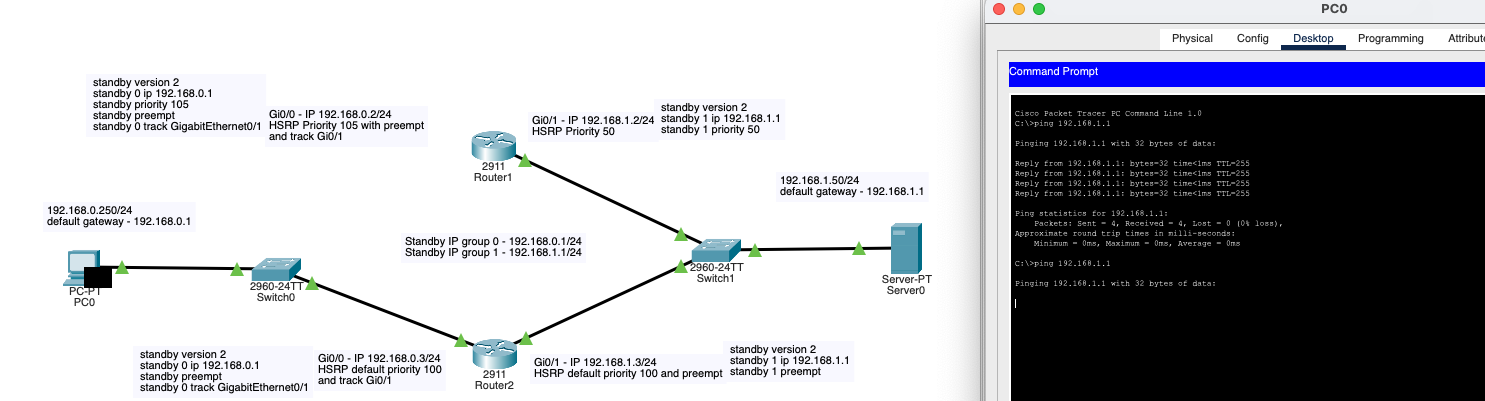 standby version 2
standby 0 ip 192.168.0.1
standby priority 105
standby preempt
standby 0 track GigabitEthernet0/1
Gi0/0 - IP 192.168.0.2/24
HSRP Priority 105 with preempt
and track Gi0/1
2911
Router1
Gi0/1 - IP 192.168.1.2/24
HSRP Priority 50
standby version 2
standby 1 ip 192.168.1.1
standby 1 priority 50
192.168.1.50/24
default gateway - 192.168.1.1
192.168.0.250/24
default gateway - 192.168.0.1
Standby IP group 0 - 192.168.0.1/24
Standby IP group 1 - 192.168.1.1/24
PC-PT
PC0
2960-24TT
Switch0
2960-24TT
Switch1
Server-PT
Server0
standby version 2
standby 0 ip 192.168.0.1
standby preempt
standby 0 track GigabitEthernet0/1
Gi0/0 - IP 192.168.0.3/24
HSRP default priority 100
and track Gi0/1
2911
Router2
Gi0/1 - IP 192.168.1.3/24
HSRP default priority 100 and preempt
standby version 2
standby 1 ip 192.168.1.1
standby 1 preempt
PC0
Physical Config Desktop Programming Attribute
Command Prompt
Cisco Packet Tracer PC Command Line 1.0
C:\>ping 192.168.1.1
Pinging 192.168.1.1 with 32 bytes of data:
Reply from 192.168.1.1: bytes=32 time<1ms TTL=255
Reply from 192.168.1.1: bytes=32 time<1ms TTL=255
Reply from 192.168.1.1: bytes=32 time<1ms TTL=255
Reply from 192.168.1.1: bytes=32 time<1ms TTL=255
Ping statistics for 192.168.1.1:
Packets: Sent = 4, Received = 4, Lost = 0 (0% loss),
Approximate round trip times in milli-seconds:
Minimum = 0ms, Maximum = 0ms, Average = 0ms
C:\>ping 192.168.1.1
Pinging 192.168.1.1 with 32 bytes of data: